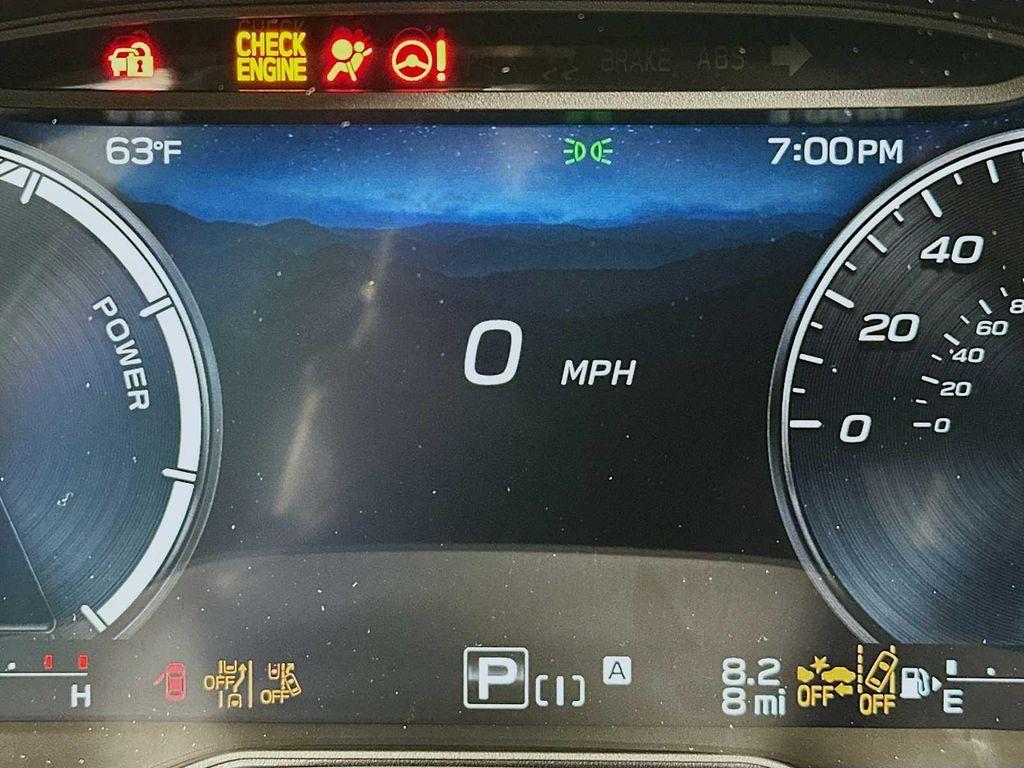 CHECK
ENGINE
BRAKE ABS
63°F
7:00PM
POWER
0 MPH
40
20
0
8
60
40
20
0
H
OFF
OFF
P
A
8.2
8 mi
OFF
OFF
E